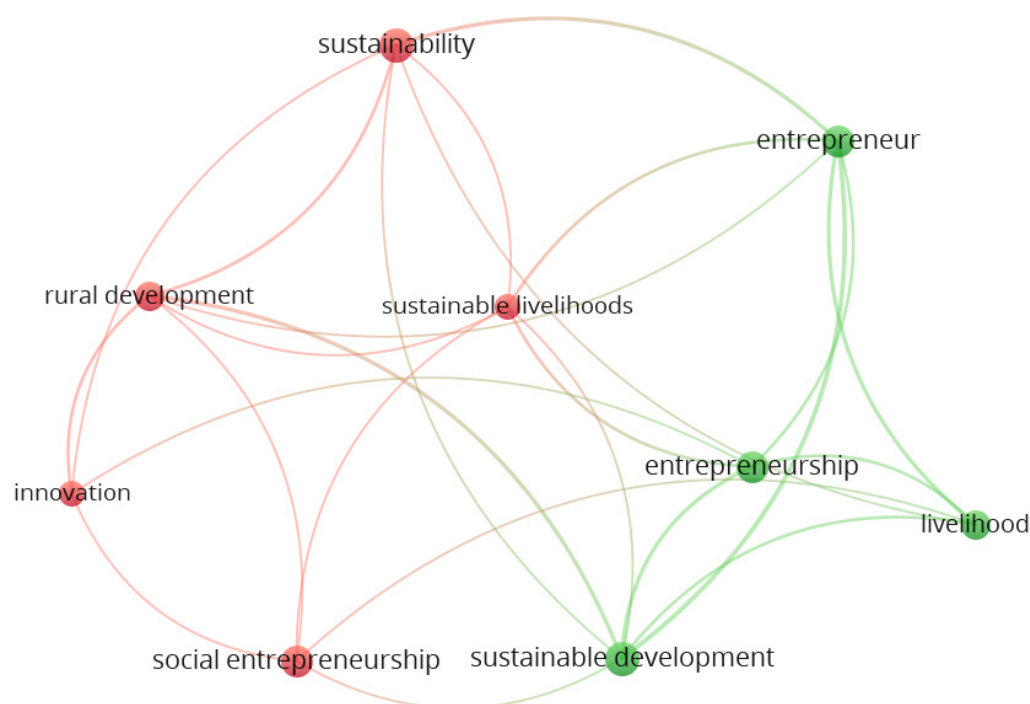 sustainability
entrepreneur
rural development
sustainable livelihoods
entrepreneurship
innovation
livelihood
social entrepreneurship
sustainable development